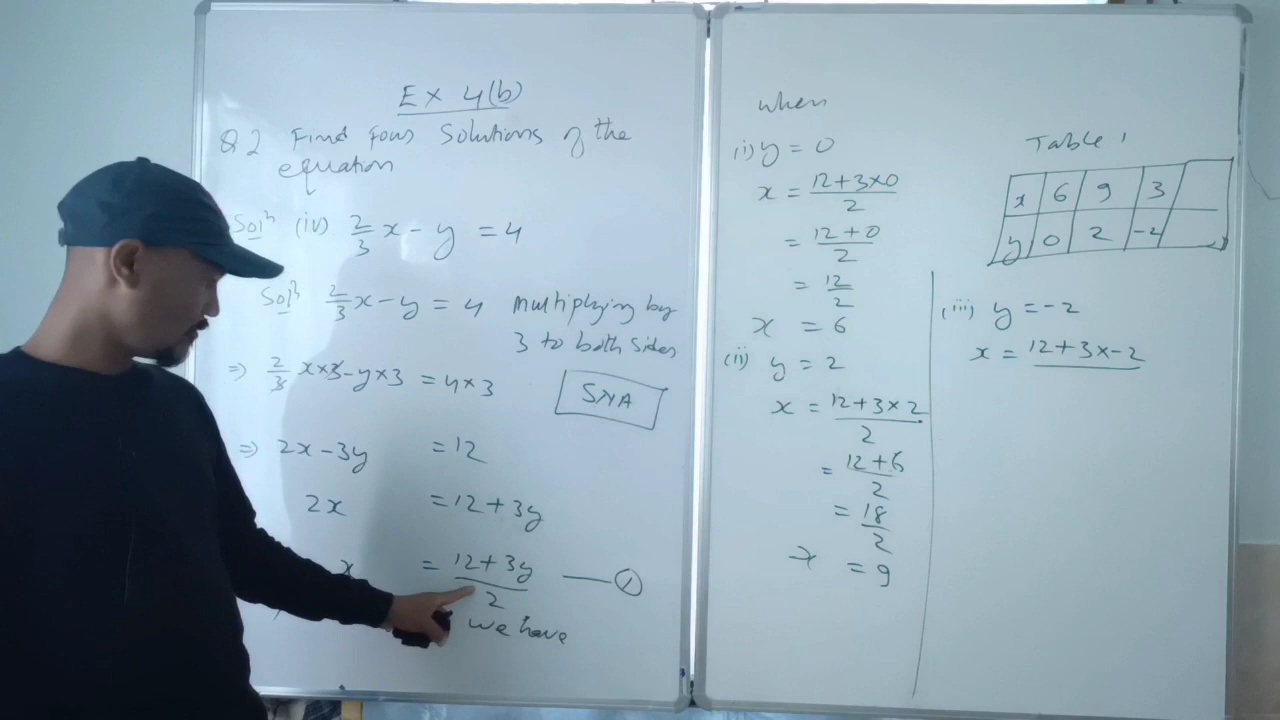 Ex 4(b)
Q2 Find four Solutions of the
equation
Solⁿ (iv) 2/3 x - y = 4
Solⁿ 2/3 x - y = 4 multiplying by
3 to both sides
⇒ 2/3 x × 3 - y × 3 = 4 × 3
SNA
⇒ 2x - 3y = 12
2x = 12 + 3y
x = (12 + 3y)/2 —— ①
we have
when
(i) y = 0
x = (12 + 3 × 0)/2
= (12 + 0)/2
= 12/2
x = 6
(ii) y = 2
x = (12 + 3 × 2)/2
= (12 + 6)/2
= 18/2
x = 9
Table 1
x 6 9 3
y 0 2 -2
(iii) y = -2
x = 12 + 3 × -2